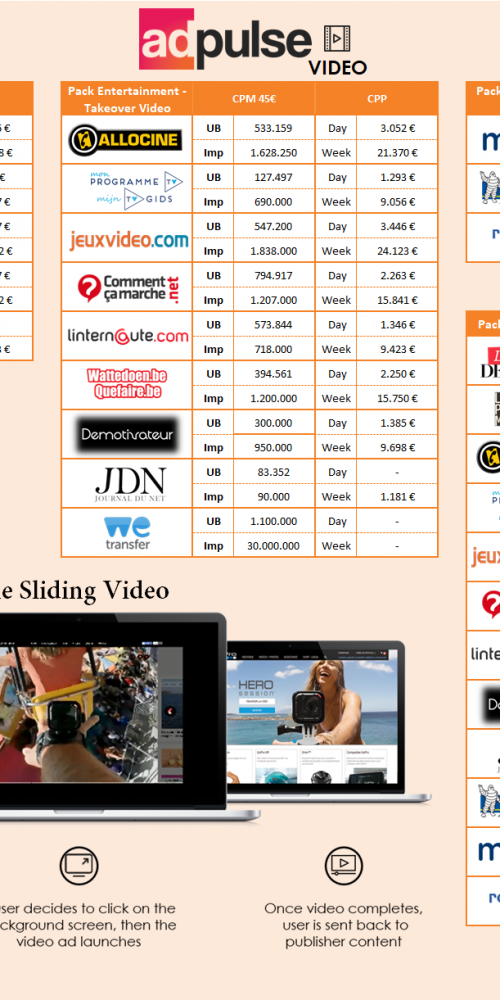 adpulse
VIDEO
Pack Entertainment - Takeover Video CPM 45€ CPP
ALLOCINE UB 533.159 Day 3.052 €
Imp 1.628.250 Week 21.370 €
mon PROGRAMME TV UB 127.497 Day 1.293 €
mijn TV GIDS Imp 690.000 Week 9.056 €
jeuxvideo.com UB 547.200 Day 3.446 €
Imp 1.838.000 Week 24.123 €
Comment ça marche .net UB 794.917 Day 2.263 €
Imp 1.207.000 Week 15.841 €
lintern@ute.com UB 573.844 Day 1.346 €
Imp 718.000 Week 9.423 €
Wattedoen.be UB 394.561 Day 2.250 €
Quefaire.be Imp 1.200.000 Week 15.750 €
Demotivateur UB 300.000 Day 1.385 €
Imp 950.000 Week 9.698 €
JDN UB 83.352 Day -
JOURNAL DU NET Imp 90.000 Week 1.181 €
we UB 1.100.000 Day -
transfer Imp 30.000.000 Week -
Sliding Video
HERO
SESSION
decides to click on the
screen, then the
video ad launches
Once video completes,
user is sent back to
publisher content